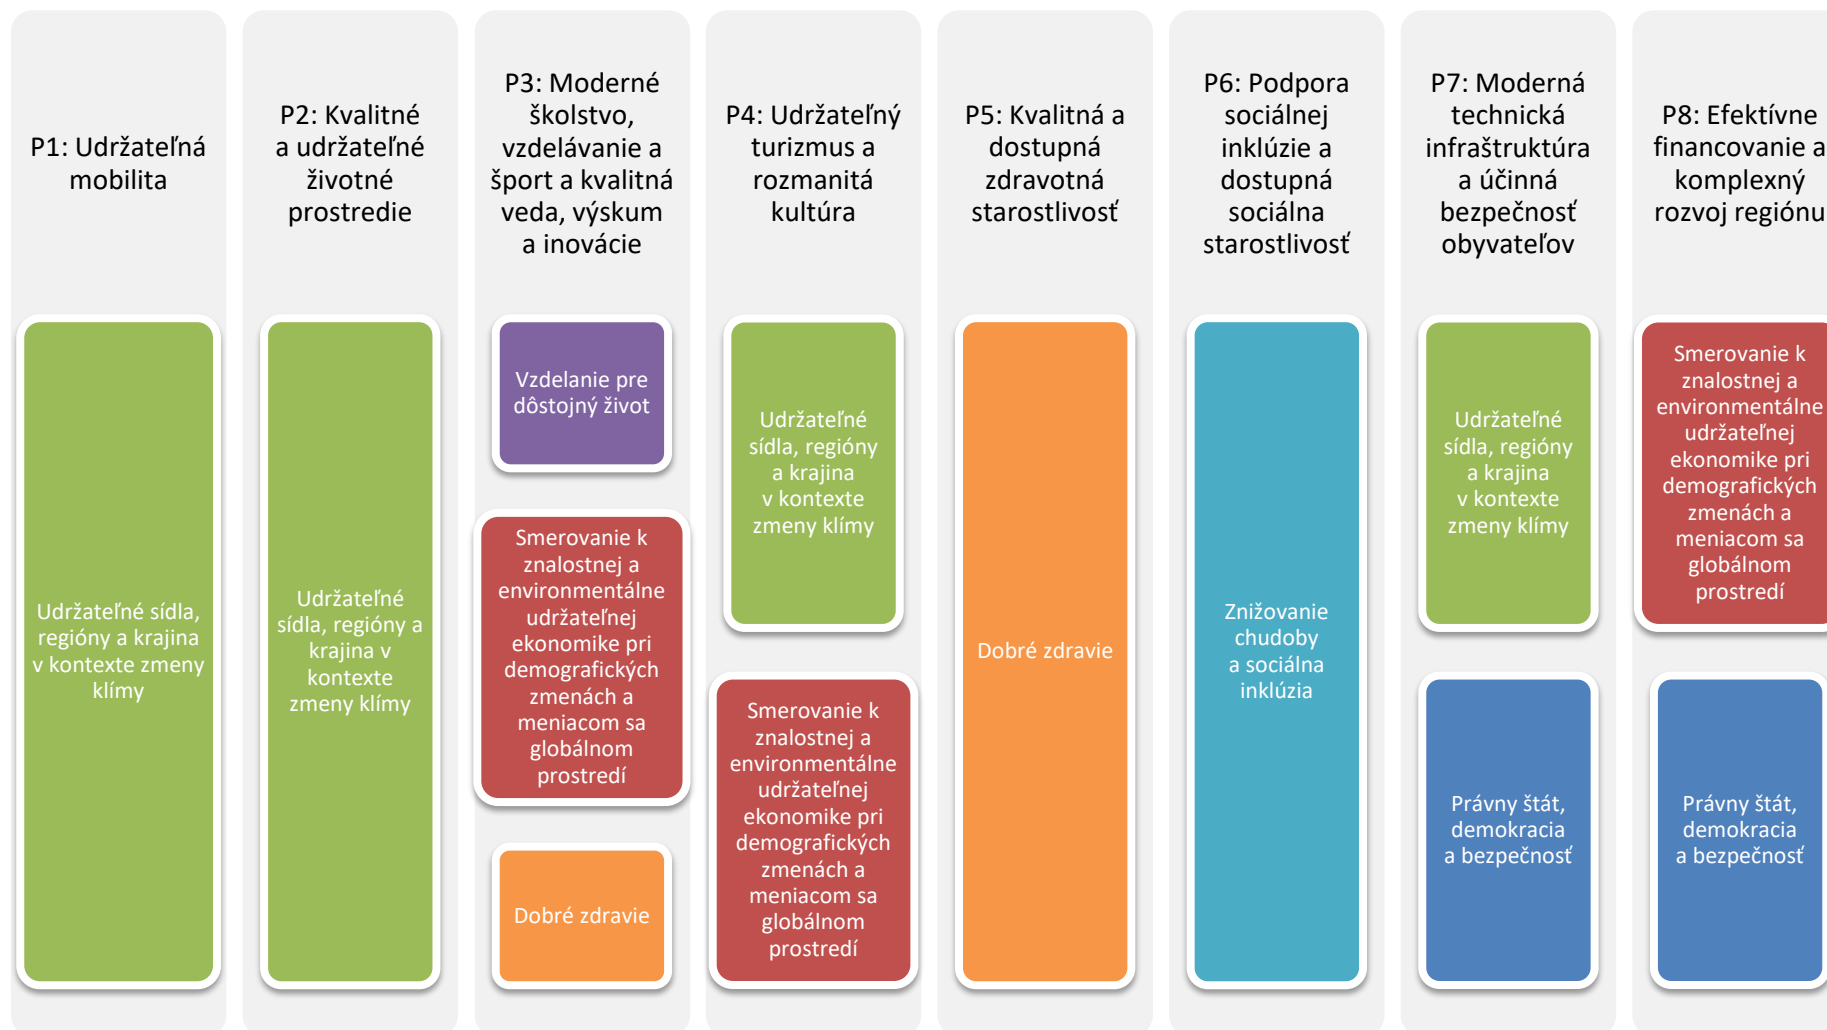 P1: Udržateľná
mobilita
Udržateľné sídla,
regióny a krajina
v kontexte zmeny
klímy
P2: Kvalitné
a udržateľné
životné
prostredie
Udržateľné
sídla, regióny a
krajina v
kontexte
zmeny klímy
P3: Moderné
školstvo,
vzdelávanie a
šport a kvalitná
veda, výskum
a inovácie
Vzdelanie pre
dôstojný život
Smerovanie k
znalostnej a
environmentálne
udržateľnej
ekonomike pri
demografických
zmenách a
meniacom sa
globálnom
prostredí
Dobré zdravie
P4: Udržateľný
turizmus a
rozmanitá
kultúra
Udržateľné
sídla, regióny
a krajina
v kontexte
zmeny klímy
Smerovanie k
znalostnej a
environmentálne
udržateľnej
ekonomike pri
demografických
zmenách a
meniacom sa
globálnom
prostredí
P5: Kvalitná a
dostupná
zdravotná
starostlivosť
Dobré zdravie
P6: Podpora
sociálnej
inklúzie a
dostupná
sociálna
starostlivosť
Znižovanie
chudoby
a sociálna
inklúzia
P7: Moderná
technická
infraštruktúra
a účinná
bezpečnosť
obyvateľov
Udržateľné
sídla, regióny
a krajina
v kontexte
zmeny klímy
Právny štát,
demokracia
a bezpečnosť
P8: Efektívne
financovanie a
komplexný
rozvoj regiónu
Smerovanie k
znalostnej a
environmentálne
udržateľnej
ekonomike pri
demografických
zmenách a
meniacom sa
globálnom
prostredí
Právny štát,
demokracia
a bezpečnosť